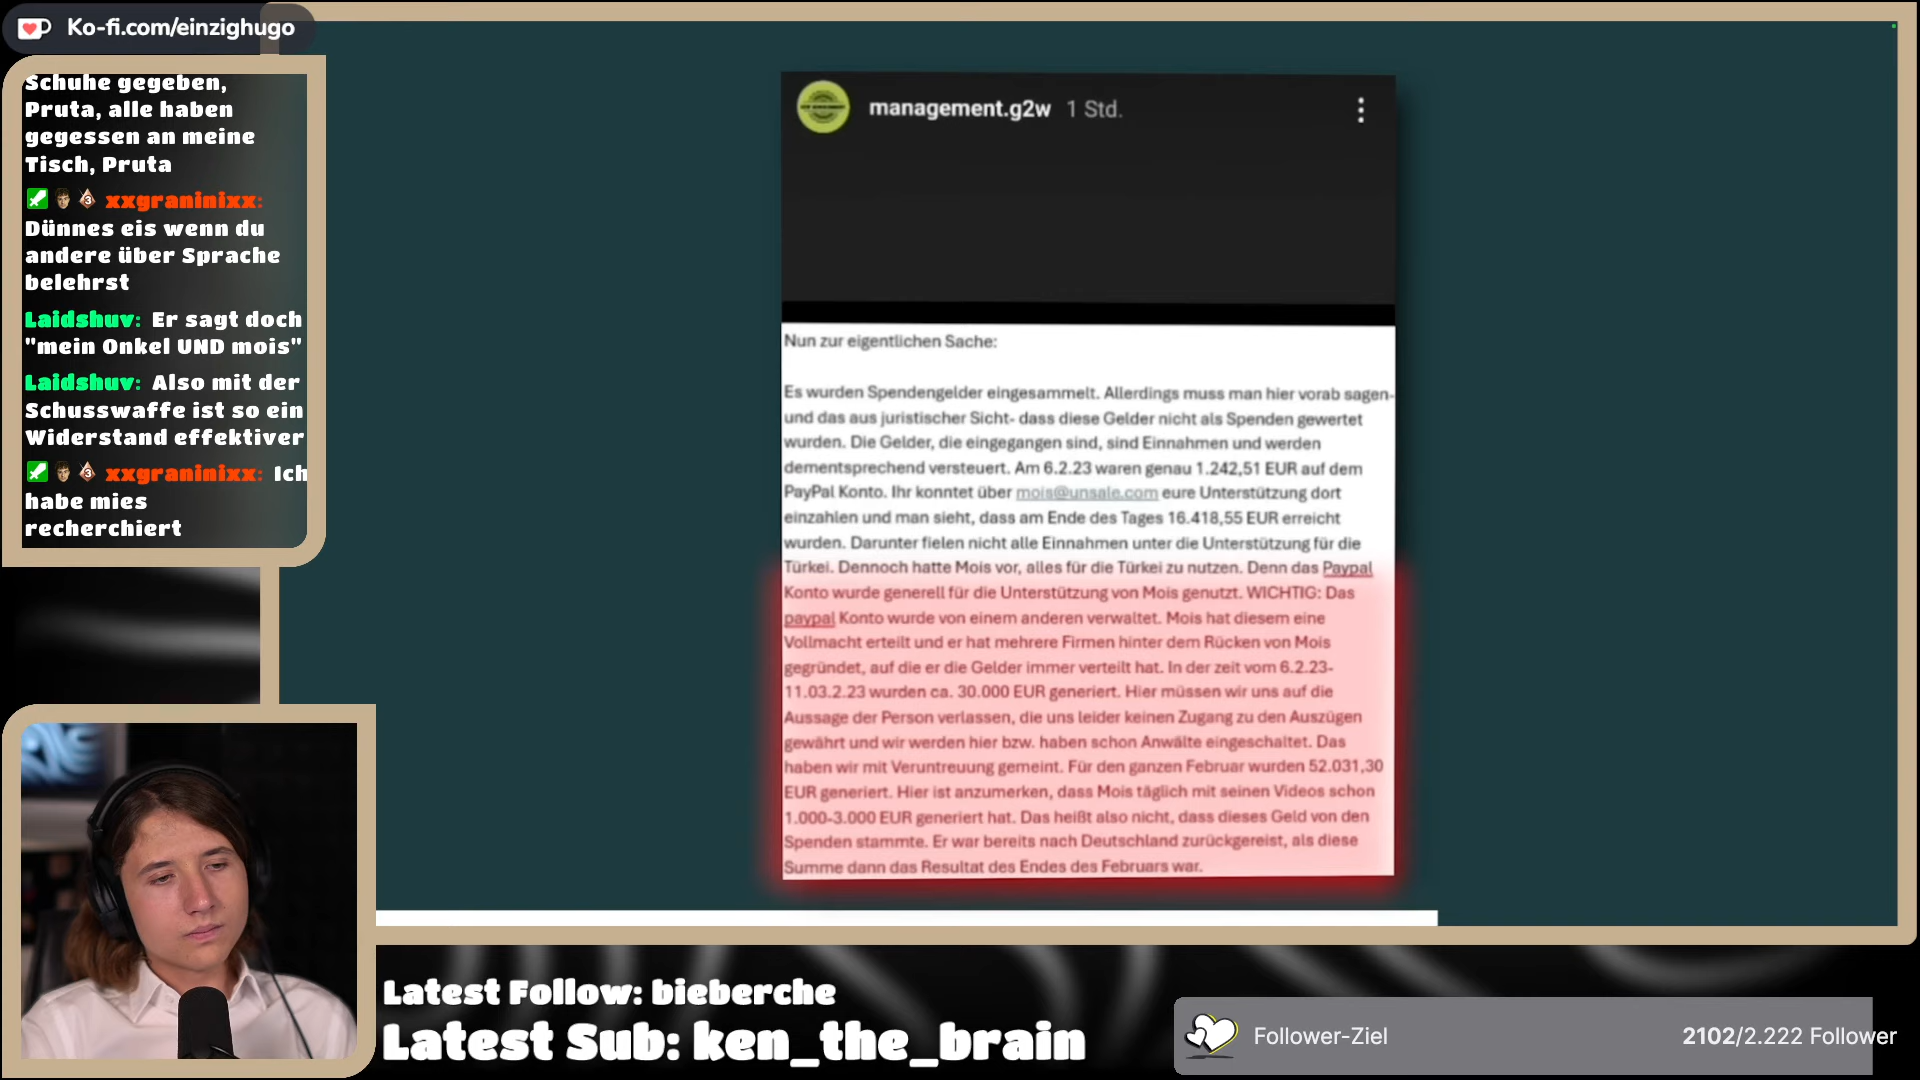 Ko-fi.com/einzighugo
Schuhe gegeben,
Pruta, alle haben
gegessen an meine
Tisch, Pruta
xxgraninixx:
Dünnes eis wenn du
andere über Sprache
belehrst
Laidshuv: Er sagt doch
"mein Onkel UND mois"
Laidshuv: Also mit der
Schusswaffe ist so ein
Widerstand effektiver
xxgraninixx: Ich
habe mies
recherchiert
management.g2w 1 Std.
Nun zur eigentlichen Sache:
Es wurden Spendengelder eingesammelt. Allerdings muss man hier vorab sagen-
und das aus juristischer Sicht- dass diese Gelder nicht als Spenden gewertet
wurden. Die Gelder, die eingegangen sind, sind Einnahmen und werden
dementsprechend versteuert. Am 6.2.23 waren genau 1.242,51 EUR auf dem
PayPal Konto. Ihr konntet über mois@unsale.com eure Unterstützung dort
einzahlen und man sieht, dass am Ende des Tages 16.418,55 EUR erreicht
wurden. Darunter fielen nicht alle Einnahmen unter die Unterstützung für die
Türkei. Dennoch hatte Mois vor, alles für die Türkei zu nutzen. Denn das Paypal
Konto wurde generell für die Unterstützung von Mois genutzt. WICHTIG: Das
paypal Konto wurde von einem anderen verwaltet. Mois hat diesem eine
Vollmacht erteilt und er hat mehrere Firmen hinter dem Rücken von Mois
gegründet, auf die er die Gelder immer verteilt hat. In der zeit vom 6.2.23-
11.03.2.23 wurden ca. 30.000 EUR generiert. Hier müssen wir uns auf die
Aussage der Person verlassen, die uns leider keinen Zugang zu den Auszügen
gewährt und wir werden hier bzw. haben schon Anwälte eingeschaltet. Das
haben wir mit Veruntreuung gemeint. Für den ganzen Februar wurden 52.031,30
EUR generiert. Hier ist anzumerken, dass Mois täglich mit seinen Videos schon
1.000-3.000 EUR generiert hat. Das heißt also nicht, dass dieses Geld von den
Spenden stammte. Er war bereits nach Deutschland zurückgereist, als diese
Summe dann das Resultat des Endes des Februars war.
Latest Follow: bieberche
Latest Sub: ken_the_brain
Follower-Ziel 2102/2.222 Follower